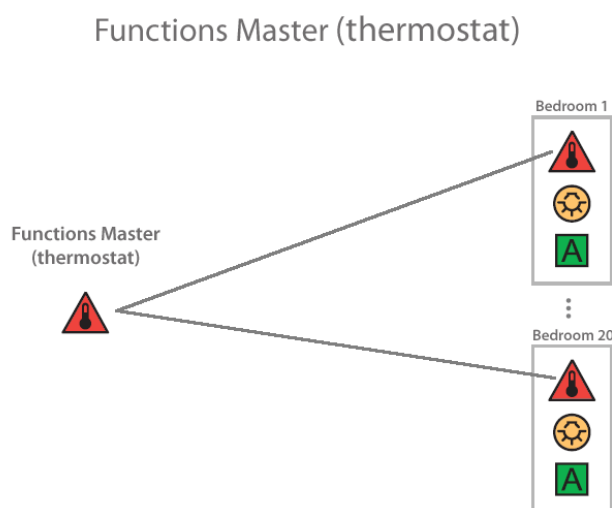 Functions Master (thermostat)
Bedroom 1
A
Functions Master
(thermostat)
Bedroom 20
A